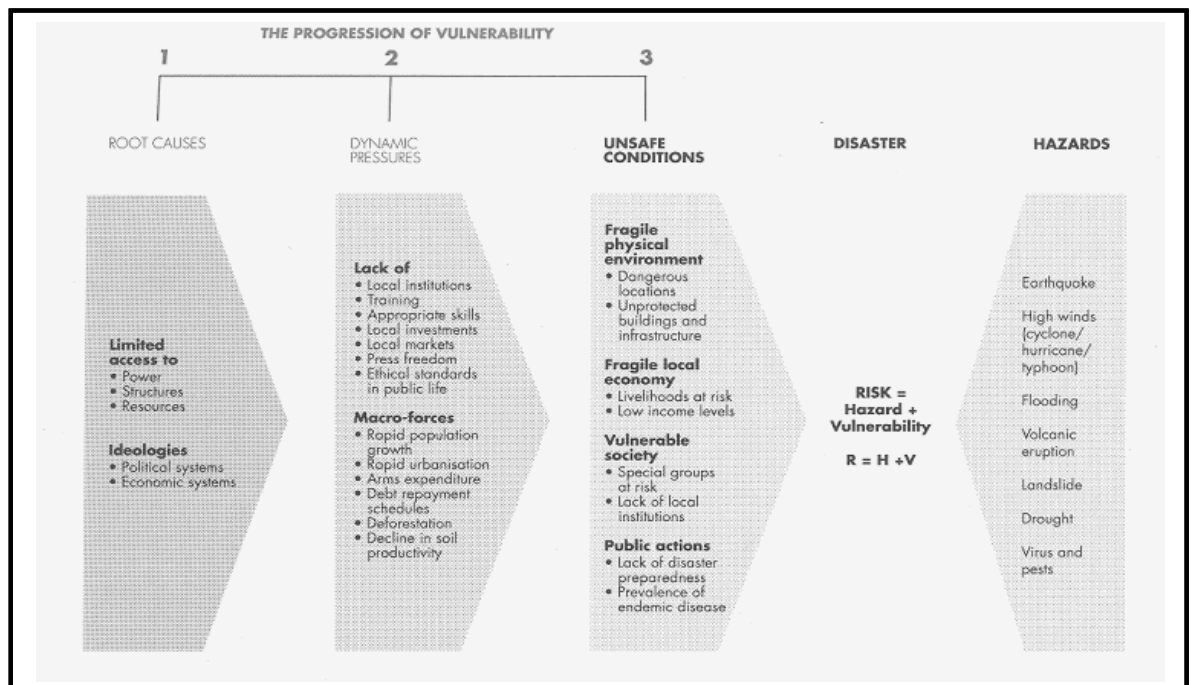 THE PROGRESSION OF VULNERABILITY
1
2
3
ROOT CAUSES
DYNAMIC
PRESSURES
UNSAFE
CONDITIONS
DISASTER
HAZARDS
Limited
access to
• Power
• Structures
• Resources
Ideologies
• Political systems
• Economic systems
Lack of
• Local institutions
• Training
• Appropriate skills
• Local investments
• Local markets
• Press freedom
• Ethical standards
in public life
Macro-forces
• Rapid population
growth
• Rapid urbanisation
• Arms expenditure
• Debt repayment
schedules
• Deforestation
• Decline in soil
productivity
Fragile
physical
environment
• Dangerous
locations
• Unprotected
buildings and
infrastructure
Fragile local
economy
• Livelihoods at risk
• Low income levels
Vulnerable
society
• Special groups
at risk
• Lack of local
institutions
Public actions
• Lack of disaster
preparedness
• Prevalence of
endemic disease
RISK =
Hazard +
Vulnerability
R = H +V
Earthquake
High winds
(cyclone/
hurricane/
typhoon)
Flooding
Volcanic
eruption
Landslide
Drought
Virus and
pests